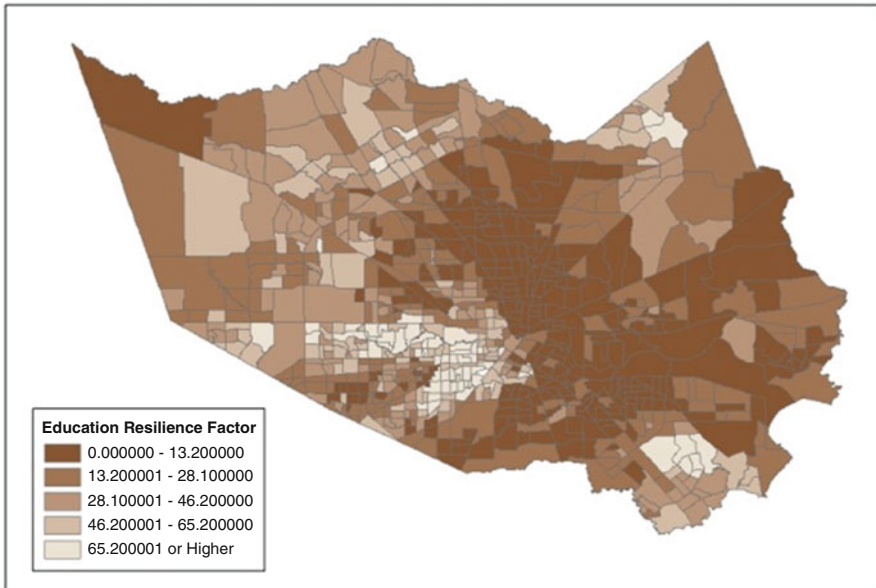 Education Resilience Factor
0.000000 - 13.200000
13.200001 - 28.100000
28.100001 - 46.200000
46.200001 - 65.200000
65.200001 or Higher